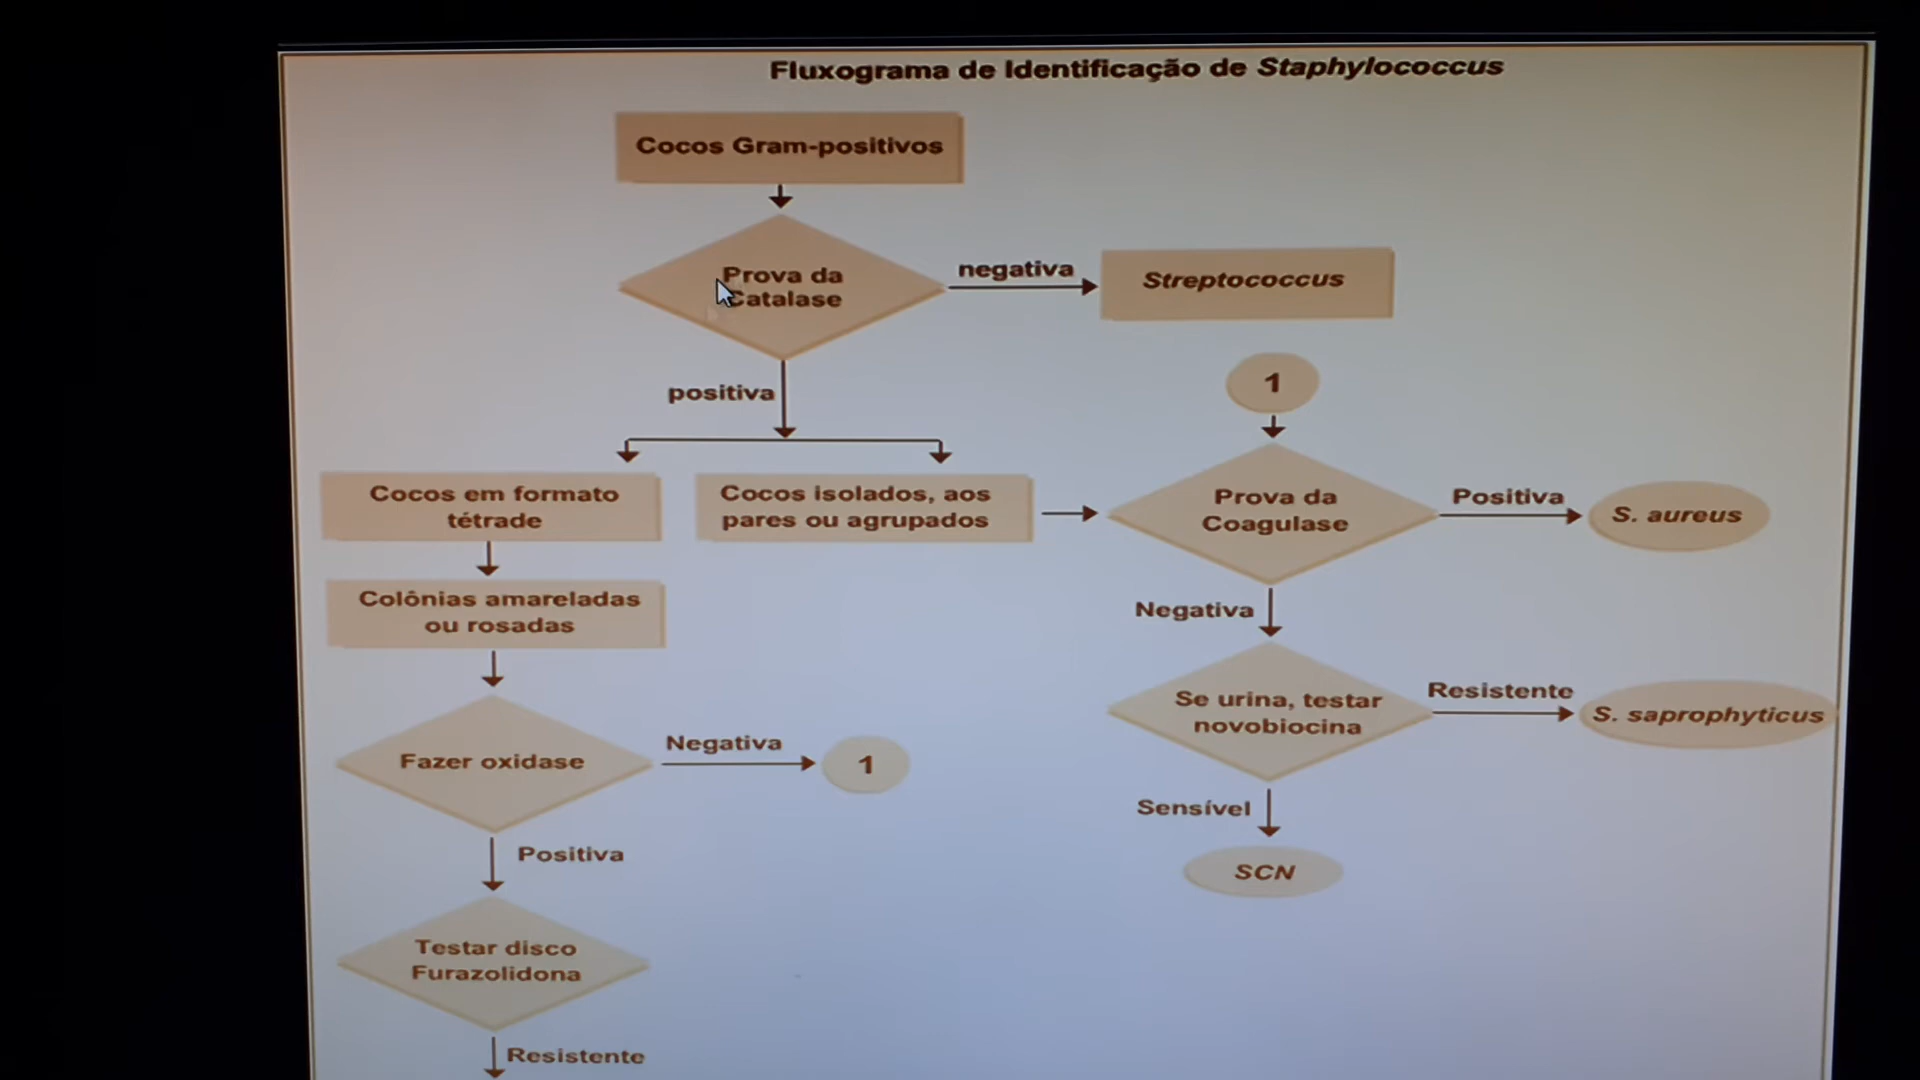 Fluxograma de Identificação de Staphylococcus
Cocos Gram-positivos
Prova da
Catalase
negativa
Streptococcus
positiva
1
Cocos em formato
tétrade
Cocos isolados, aos
pares ou agrupados
Prova da
Coagulase
Positiva
S. aureus
Colônias amareladas
ou rosadas
Negativa
Se urina, testar
novobiocina
Resistente
S. saprophyticus
Fazer oxidase
Negativa
1
Sensível
SCN
Positiva
Testar disco
Furazolidona
Resistente